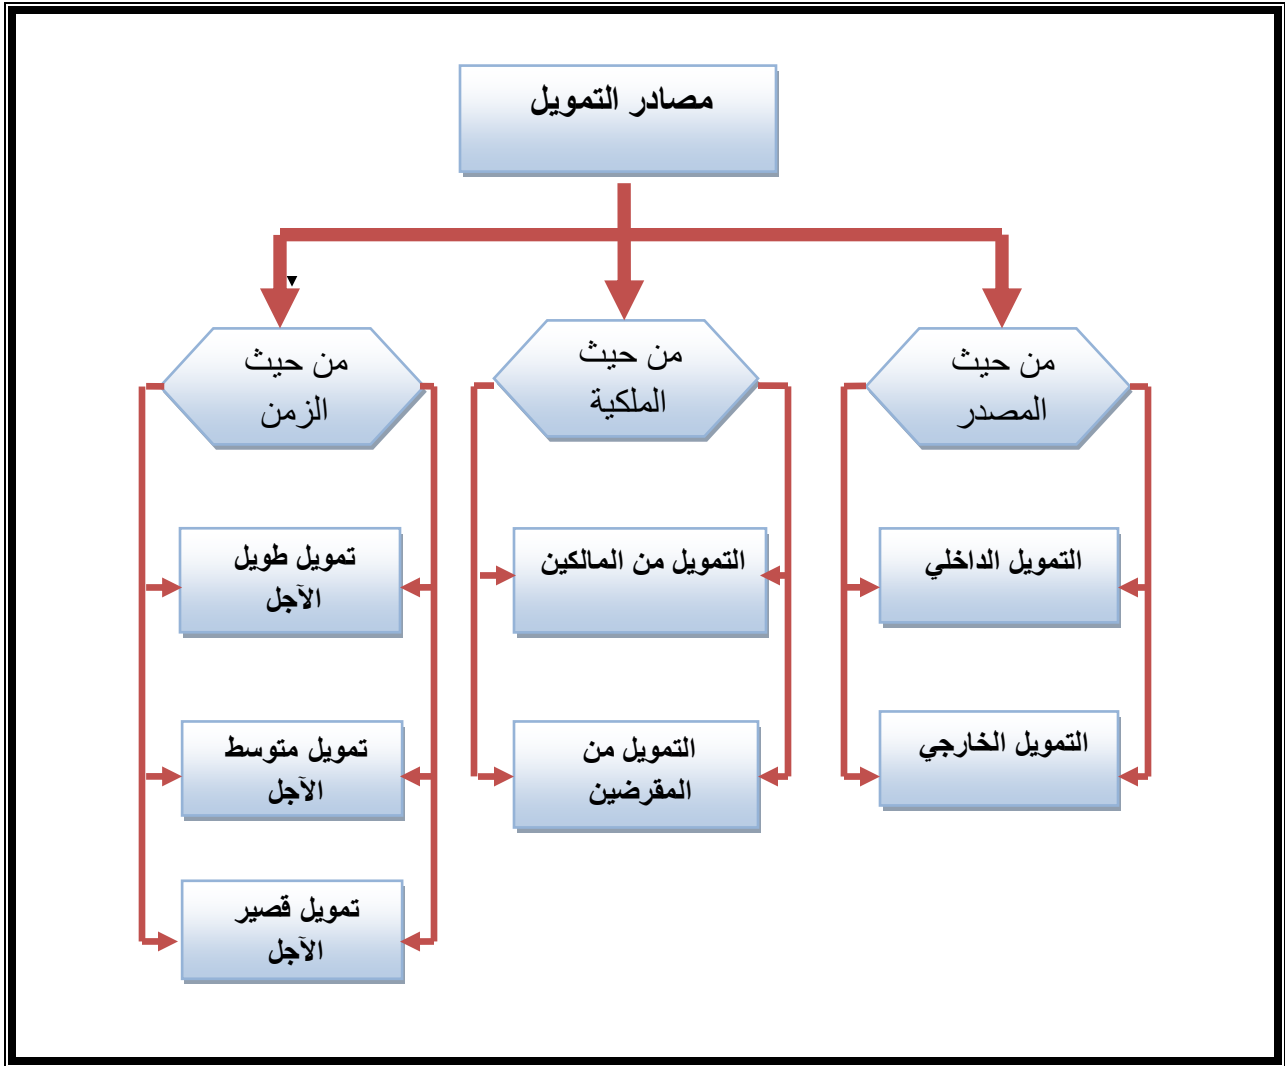 مصادر التمويل
من حيث
المصدر
من حيث
الملكية
من حيث
الزمن
التمويل الداخلي
التمويل من المالكين
تمويل طويل
الآجل
التمويل الخارجي
التمويل من
المقرضين
تمويل متوسط
الآجل
تمويل قصير
الآجل